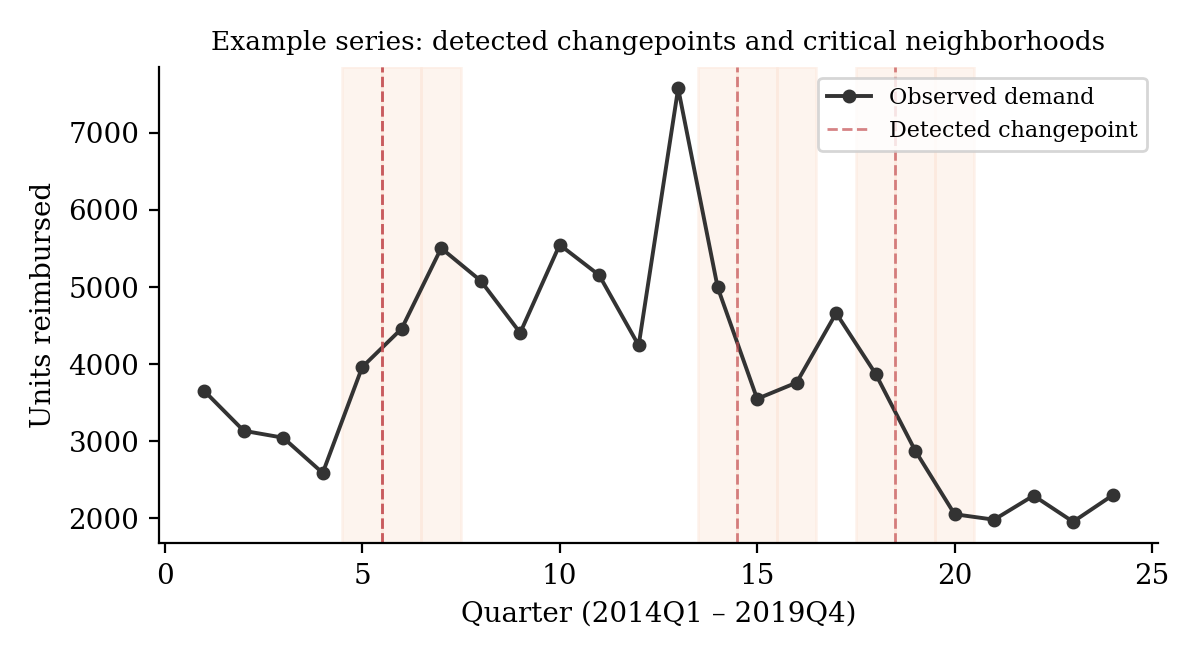 Example series: detected changepoints and critical neighborhoods
Observed demand
Detected changepoint
Units reimbursed
7000
6000
5000
4000
3000
2000
0 5 10 15 20 25
Quarter (2014Q1 – 2019Q4)